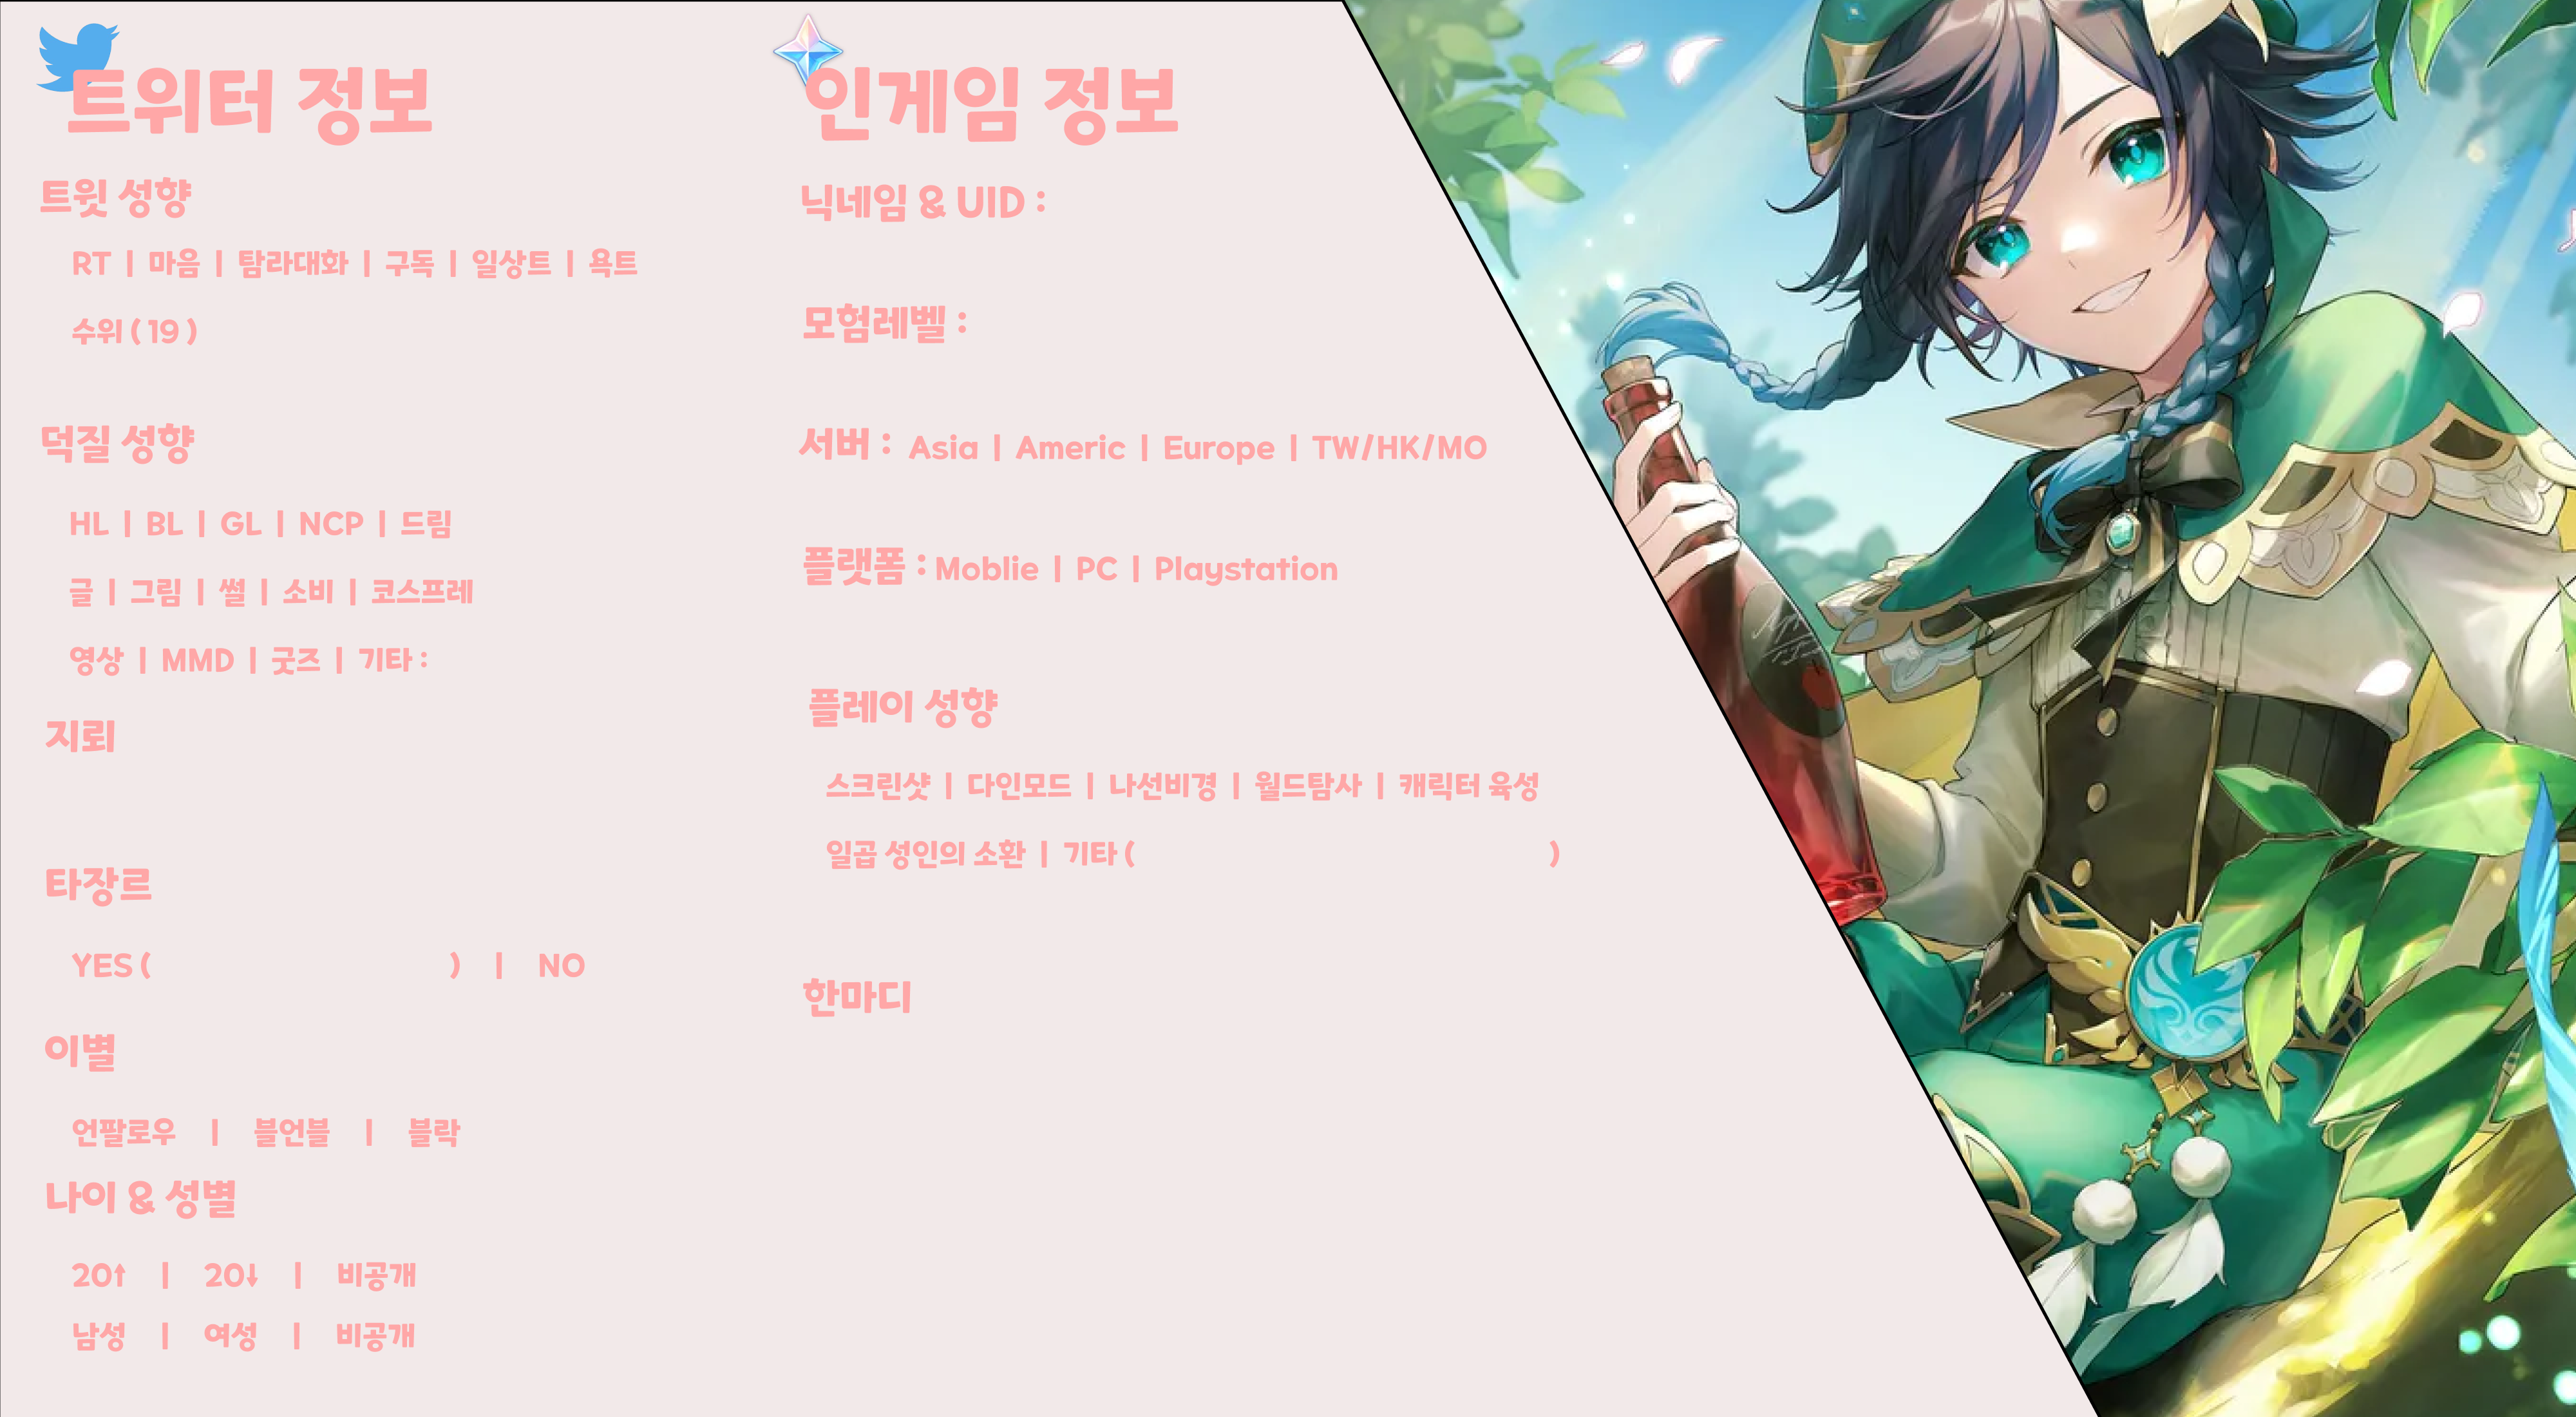 트위터 정보
트윗 성향
RT | 마음 | 탐라대화 | 구독 | 일상트 | 욕트
수위 ( 19 )
덕질 성향
HL | BL | GL | NCP | 드림
글 | 그림 | 썰 | 소비 | 코스프레
영상 | MMD | 굿즈 | 기타 :
지뢰
타장르
YES ( ) | NO
이별
언팔로우 | 블언블 | 블락
나이 & 성별
20↑ | 20↓ | 비공개
남성 | 여성 | 비공개
인게임 정보
닉네임 & UID :
모험레벨 :
서버 : Asia | Americ | Europe | TW/HK/MO
플랫폼 : Moblie | PC | Playstation
플레이 성향
스크린샷 | 다인모드 | 나선비경 | 월드탐사 | 캐릭터 육성
일곱 성인의 소환 | 기타 ( )
한마디